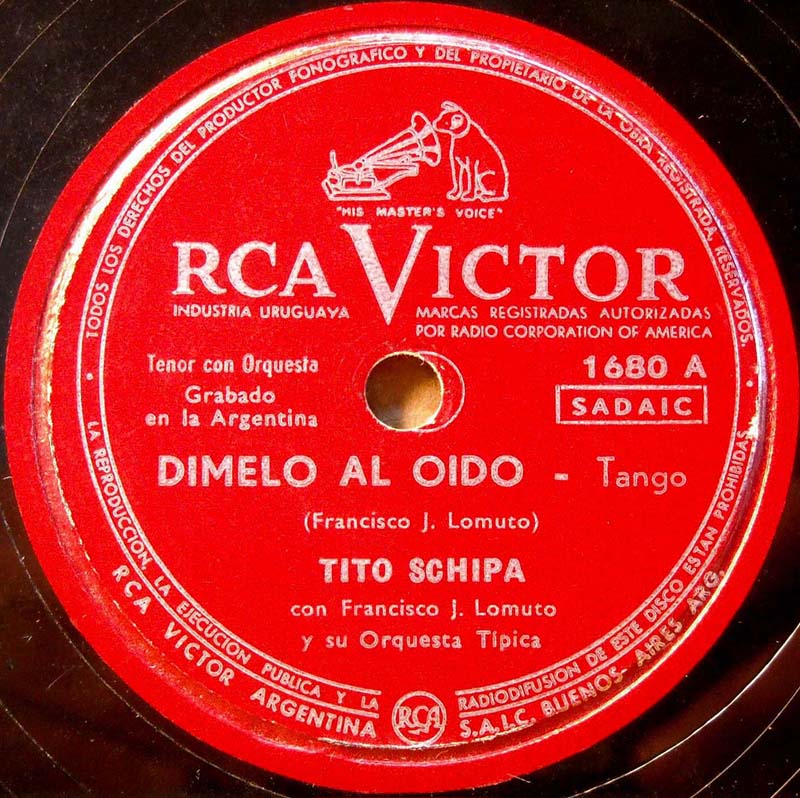 TODOS LOS DERECHOS DEL PRODUCTOR FONOGRAFICO Y DEL PROPIETARIO DE LA OBRA REGISTRADA, RESERVADOS.
"HIS MASTER'S VOICE"
RCA VICTOR
INDUSTRIA URUGUAYA
MARCAS REGISTRADAS AUTORIZADAS
POR RADIO CORPORATION OF AMERICA
Tenor con Orquesta
Grabado
en la Argentina
1680 A
SADAIC
DIMELO AL OIDO - Tango
(Francisco J. Lomuto)
TITO SCHIPA
con Francisco J. Lomuto
y su Orquesta Típica
LA REPRODUCCION, LA EJECUCION PUBLICA Y LA RADIODIFUSION DE ESTE DISCO ESTAN PROHIBIDAS
RCA VICTOR ARGENTINA RCA S.A.I.C. BUENOS AIRES ARG.